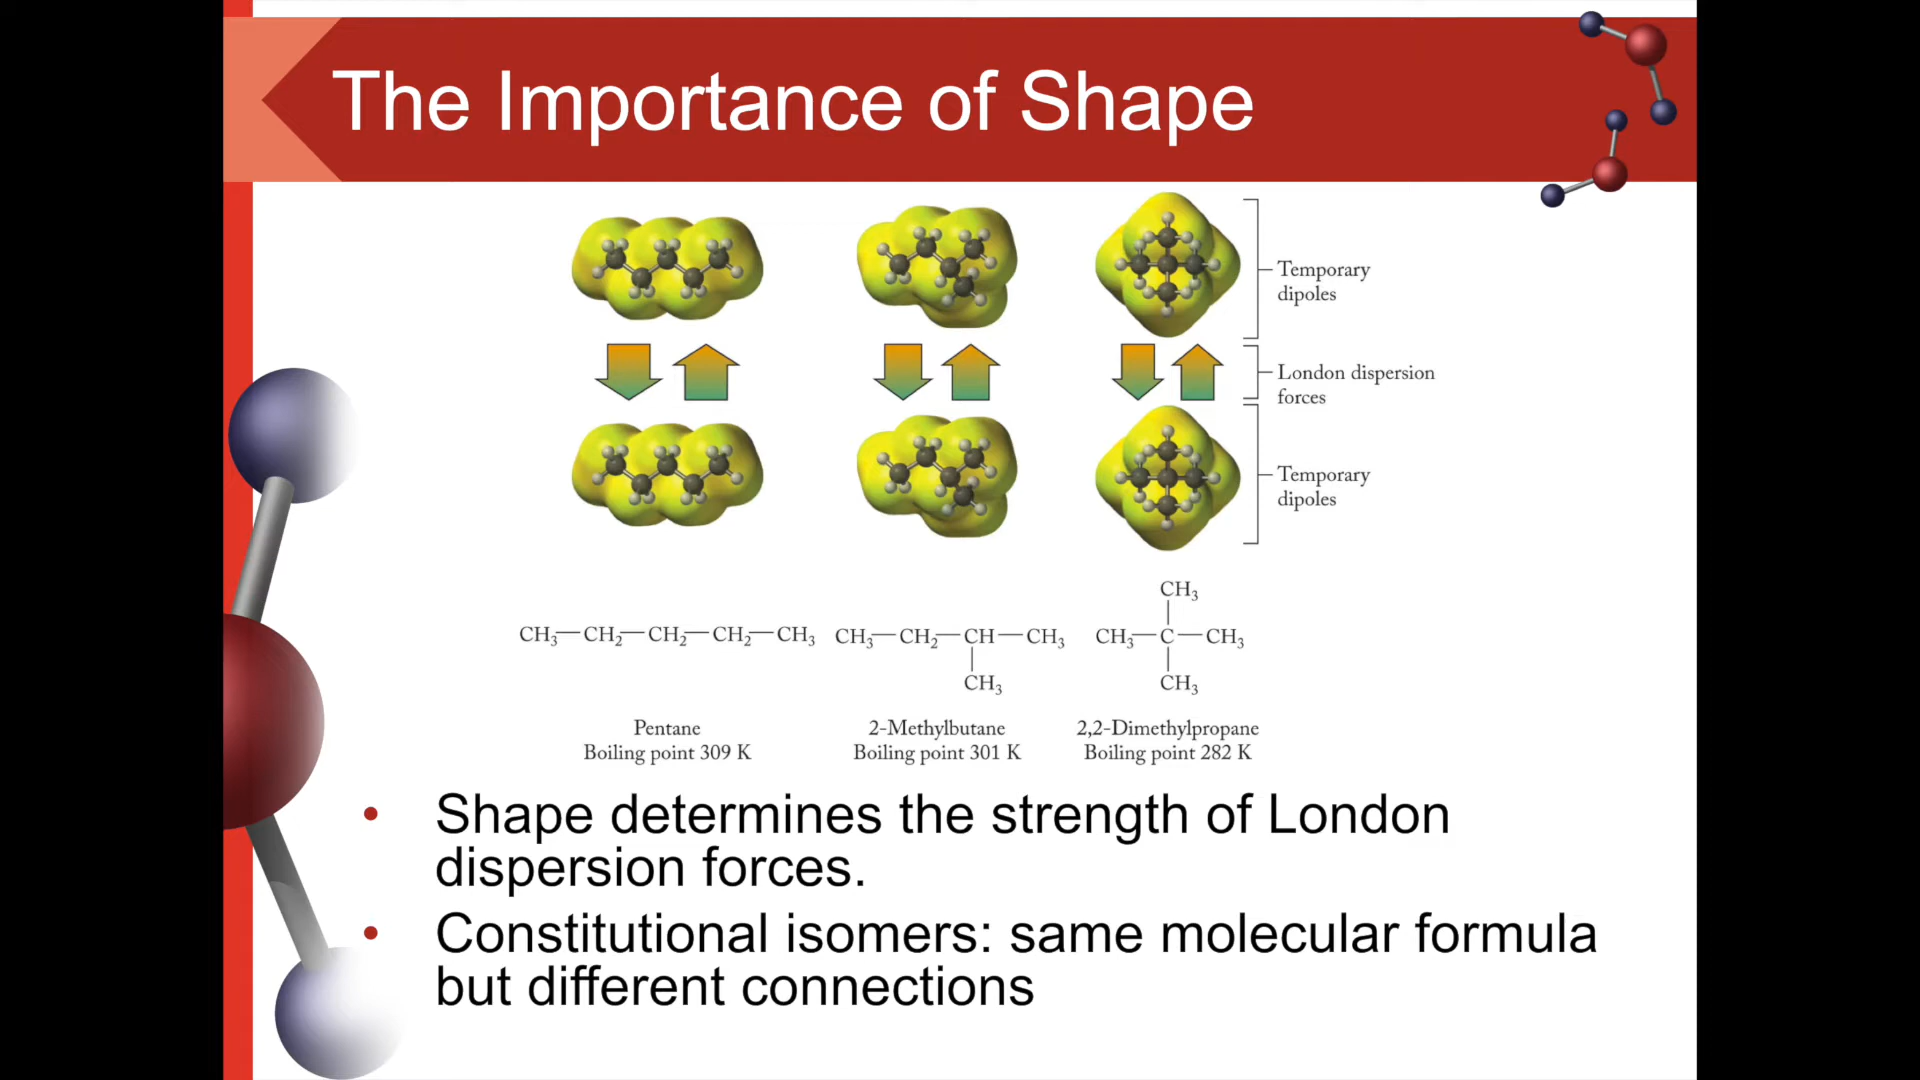 The Importance of Shape
Temporary
dipoles
London dispersion
forces
Temporary
dipoles
CH₃—CH₂—CH₂—CH₂—CH₃
CH₃—CH₂—CH—CH₃
CH₃
CH₃
CH₃—C—CH₃
CH₃
Pentane
Boiling point 309 K
2-Methylbutane
Boiling point 301 K
2,2-Dimethylpropane
Boiling point 282 K
• Shape determines the strength of London
dispersion forces.
• Constitutional isomers: same molecular formula
but different connections